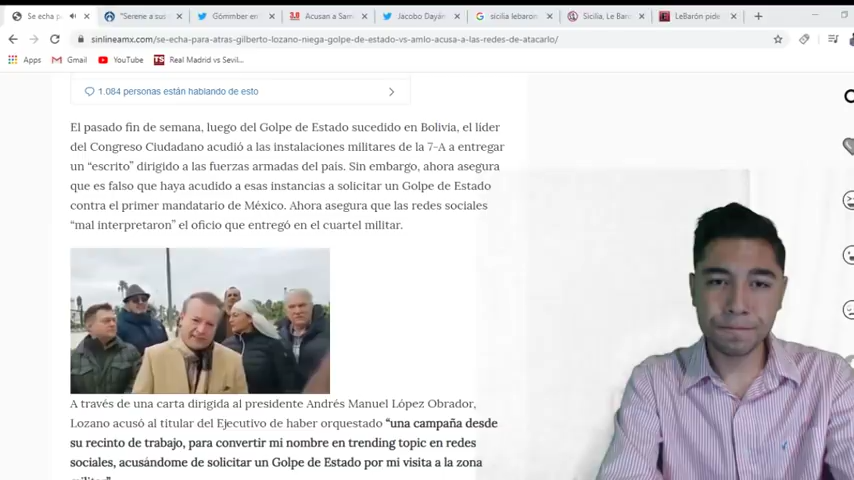 Se echa p
"Serene a sus
Gömmber en
Acusan a Sam
Jacobo Dayán
sicilia lebaron
Sicilia, Le Bar
LeBarón pide
sinlineamx.com/se-echa-para-atras-gilberto-lozano-niega-golpe-de-estado-vs-amlo-acusa-a-las-redes-de-atacarlo/
Apps
Gmail
YouTube
Real Madrid vs Sevil...
1.084 personas están hablando de esto
El pasado fin de semana, luego del Golpe de Estado sucedido en Bolivia, el líder
del Congreso Ciudadano acudió a las instalaciones militares de la 7-A a entregar
un “escrito” dirigido a las fuerzas armadas del país. Sin embargo, ahora asegura
que es falso que haya acudido a esas instancias a solicitar un Golpe de Estado
contra el primer mandatario de México. Ahora asegura que las redes sociales
“mal interpretaron” el oficio que entregó en el cuartel militar.
A través de una carta dirigida al presidente Andrés Manuel López Obrador,
Lozano acusó al titular del Ejecutivo de haber orquestado “una campaña desde
su recinto de trabajo, para convertir mi nombre en trending topic en redes
sociales, acusándome de solicitar un Golpe de Estado por mi visita a la zona